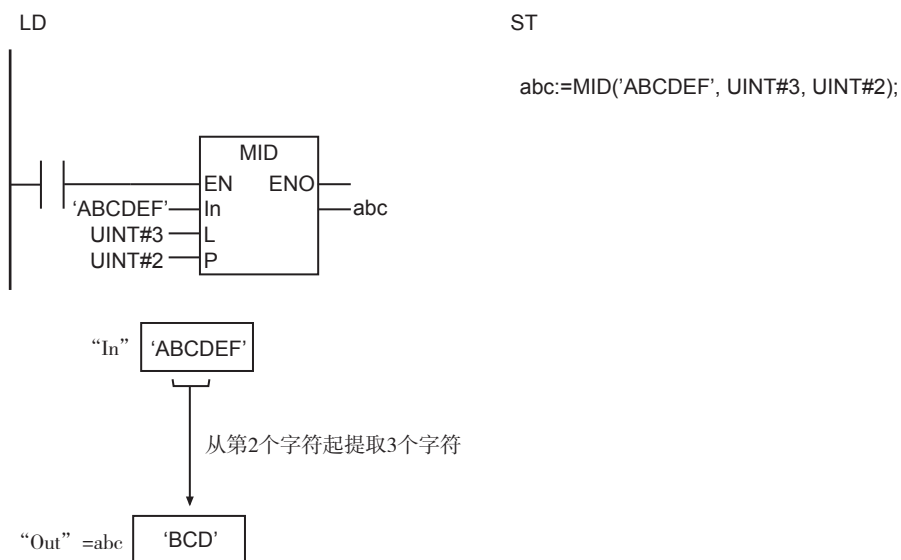 LD
ST
abc:=MID('ABCDEF', UINT#3, UINT#2);
MID
EN ENO
‘ABCDEF’ In abc
UINT#3 L
UINT#2 P
“In” ‘ABCDEF’
从第2个字符起提取3个字符
“Out” =abc ‘BCD’